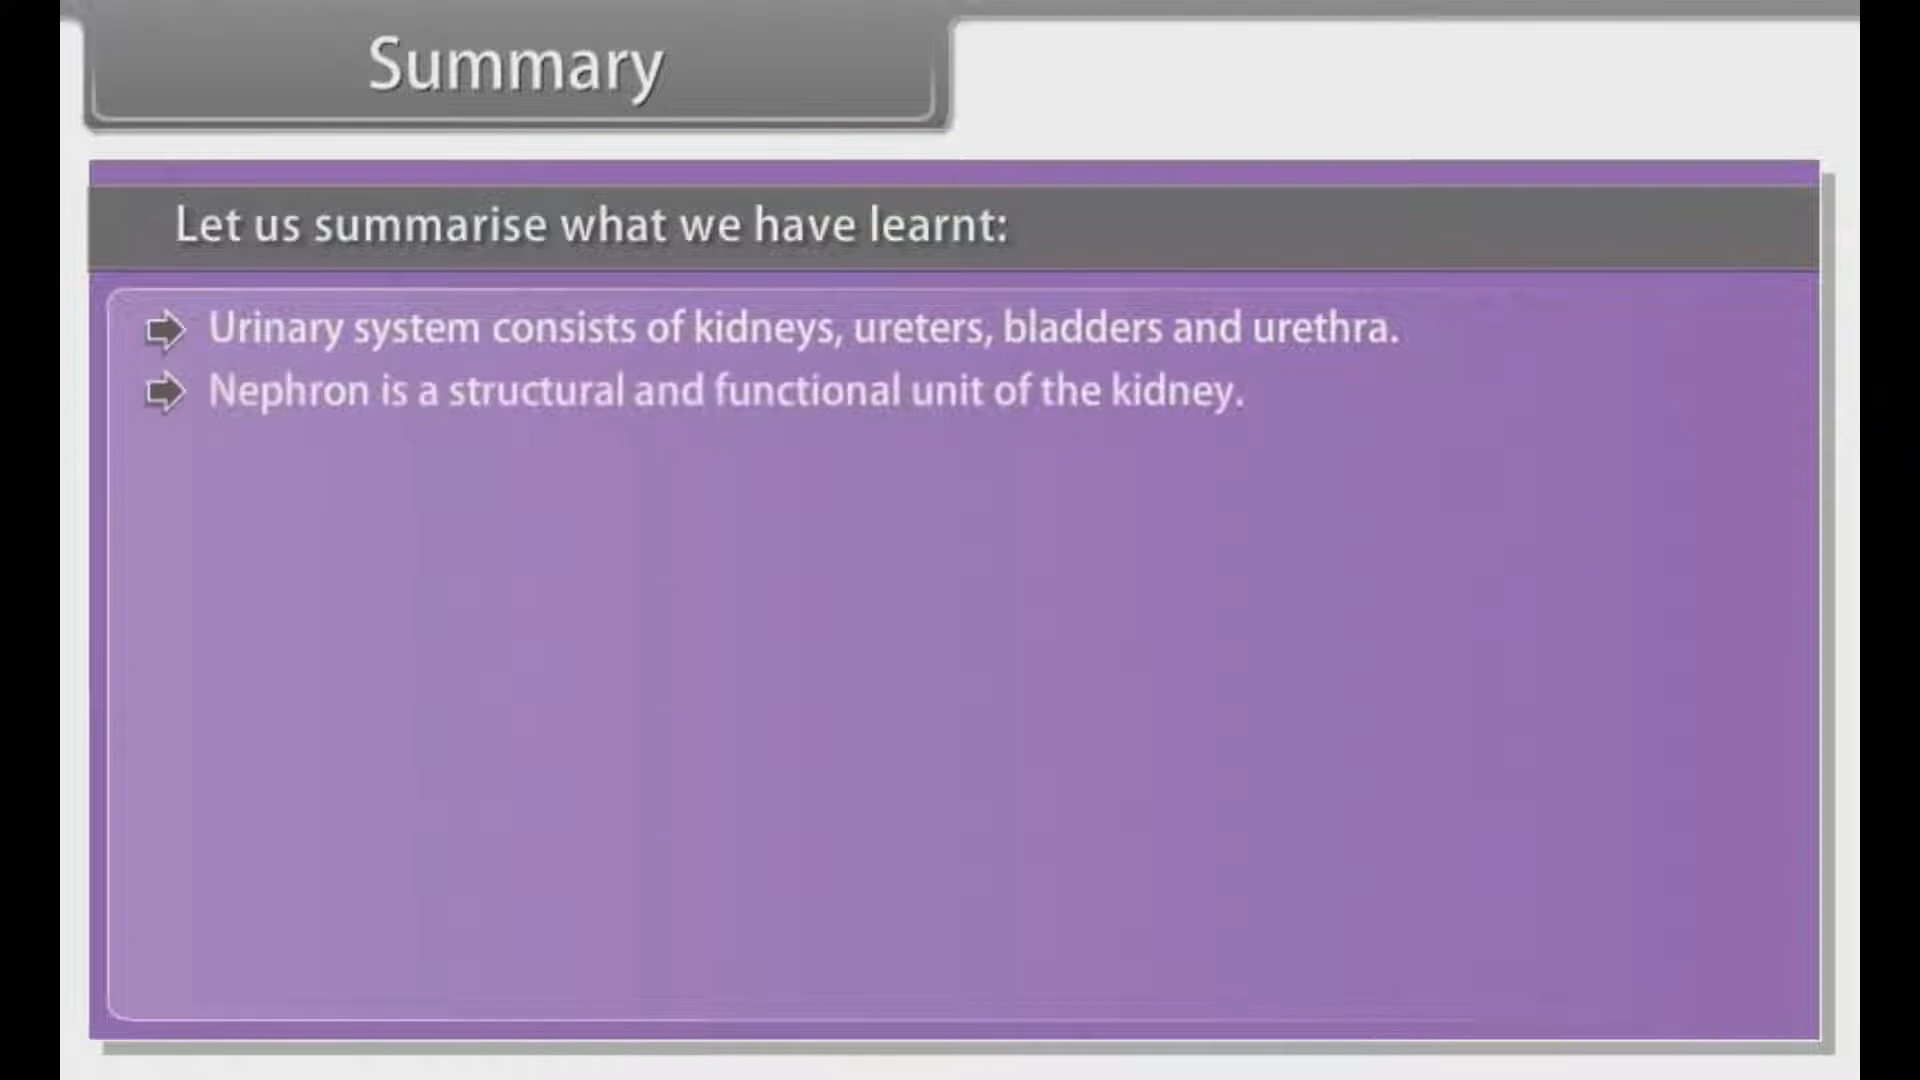 Summary
Let us summarise what we have learnt:
Urinary system consists of kidneys, ureters, bladders and urethra.
Nephron is a structural and functional unit of the kidney.